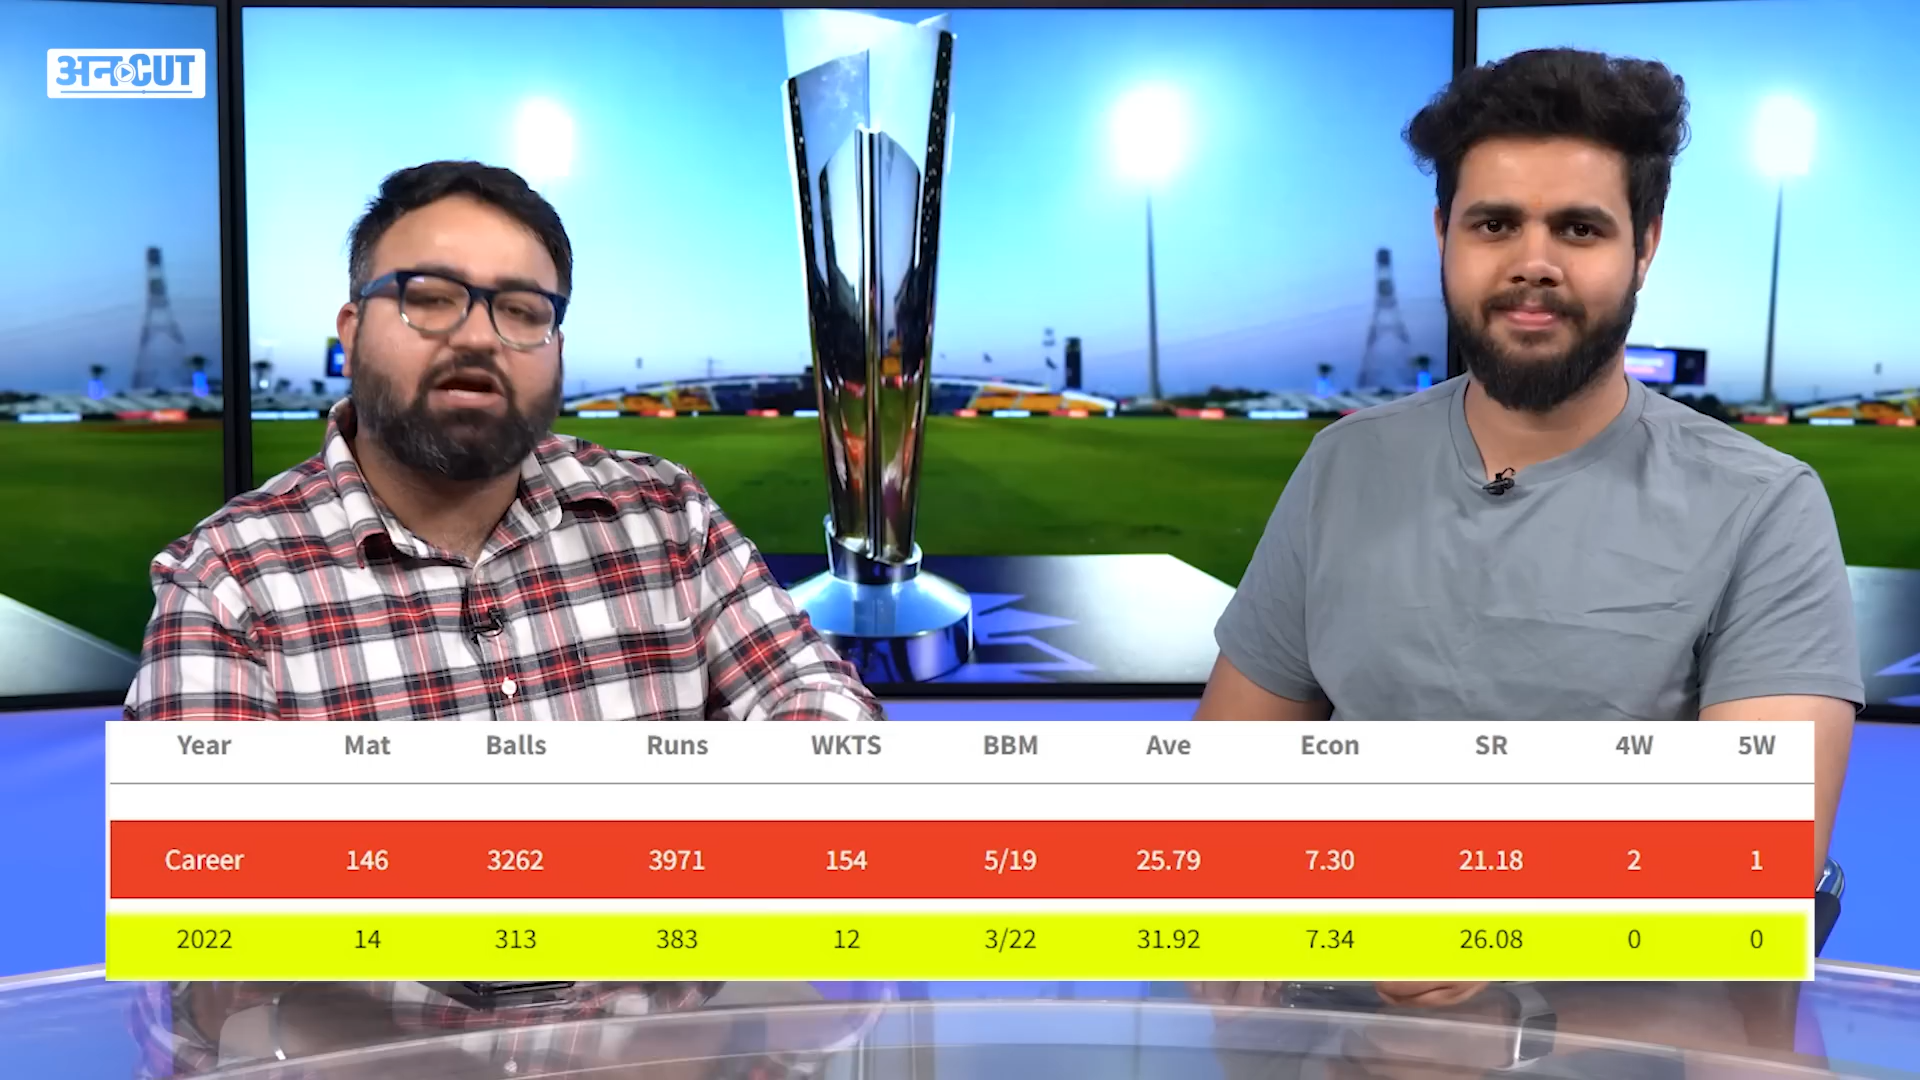 अनCUT
Year Mat Balls Runs WKTS BBM Ave Econ SR 4W 5W
Career 146 3262 3971 154 5/19 25.79 7.30 21.18 2 1
2022 14 313 383 12 3/22 31.92 7.34 26.08 0 0